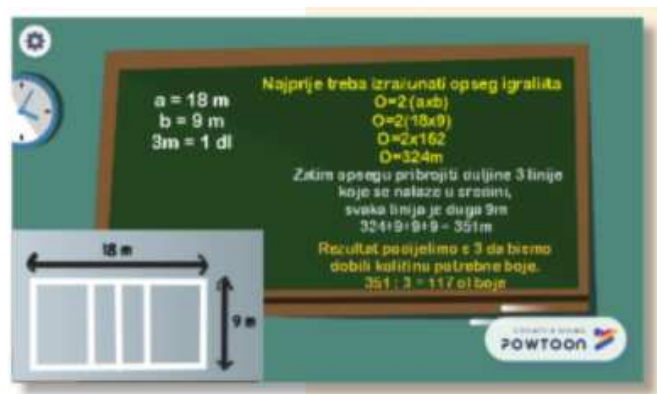 a = 18 m
b = 9 m
3m = 1 dl
Najprije treba izračunati opseg igrališta
O=2(axb)
O=2(18x9)
O=2x162
O=324m
Zatim opsegu pribrojiti duljine 3 linije
koje se nalaze u sredini,
svaka linija je duga 9m
324+9+9+9 = 351m
Rezultat podijelimo s 3 da bismo
dobili količinu potrebne boje.
351 : 3 = 117 dl boje
18 m
9 m
POWTOON